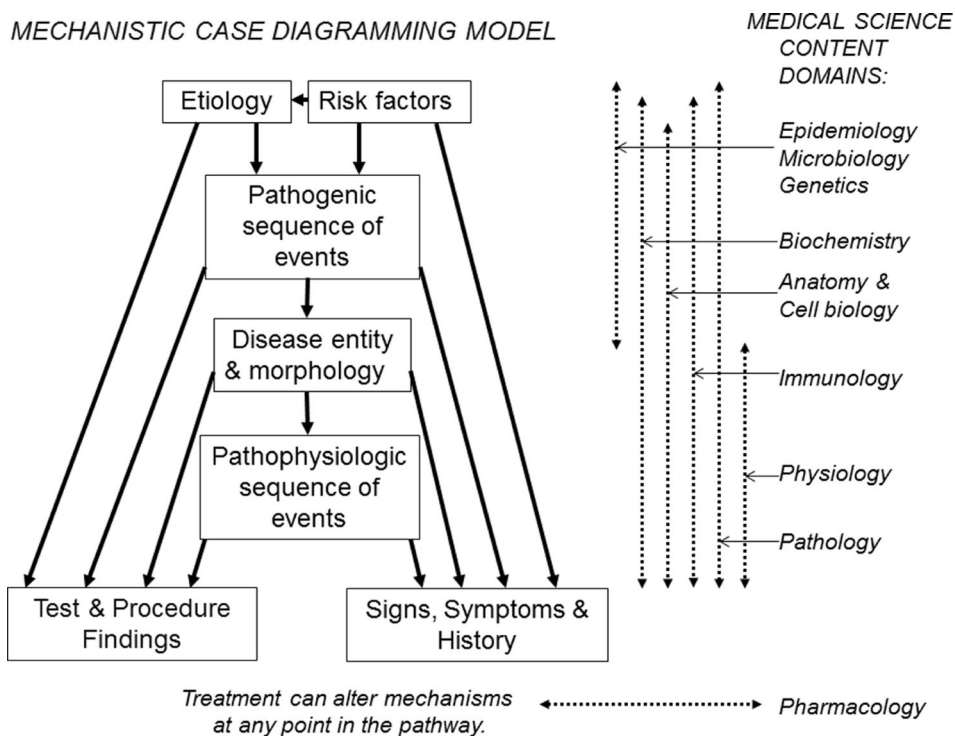 MECHANISTIC CASE DIAGRAMMING MODEL
MEDICAL SCIENCE
CONTENT
DOMAINS:
Etiology
Risk factors
Pathogenic
sequence of
events
Disease entity
& morphology
Pathophysiologic
sequence of
events
Test & Procedure
Findings
Signs, Symptoms &
History
Epidemiology
Microbiology
Genetics
Biochemistry
Anatomy &
Cell biology
Immunology
Physiology
Pathology
Treatment can alter mechanisms
at any point in the pathway.
Pharmacology